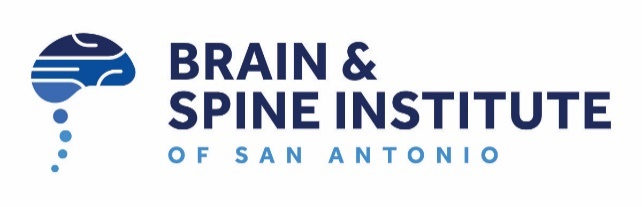 BRAIN &
SPINE INSTITUTE
OF SAN ANTONIO